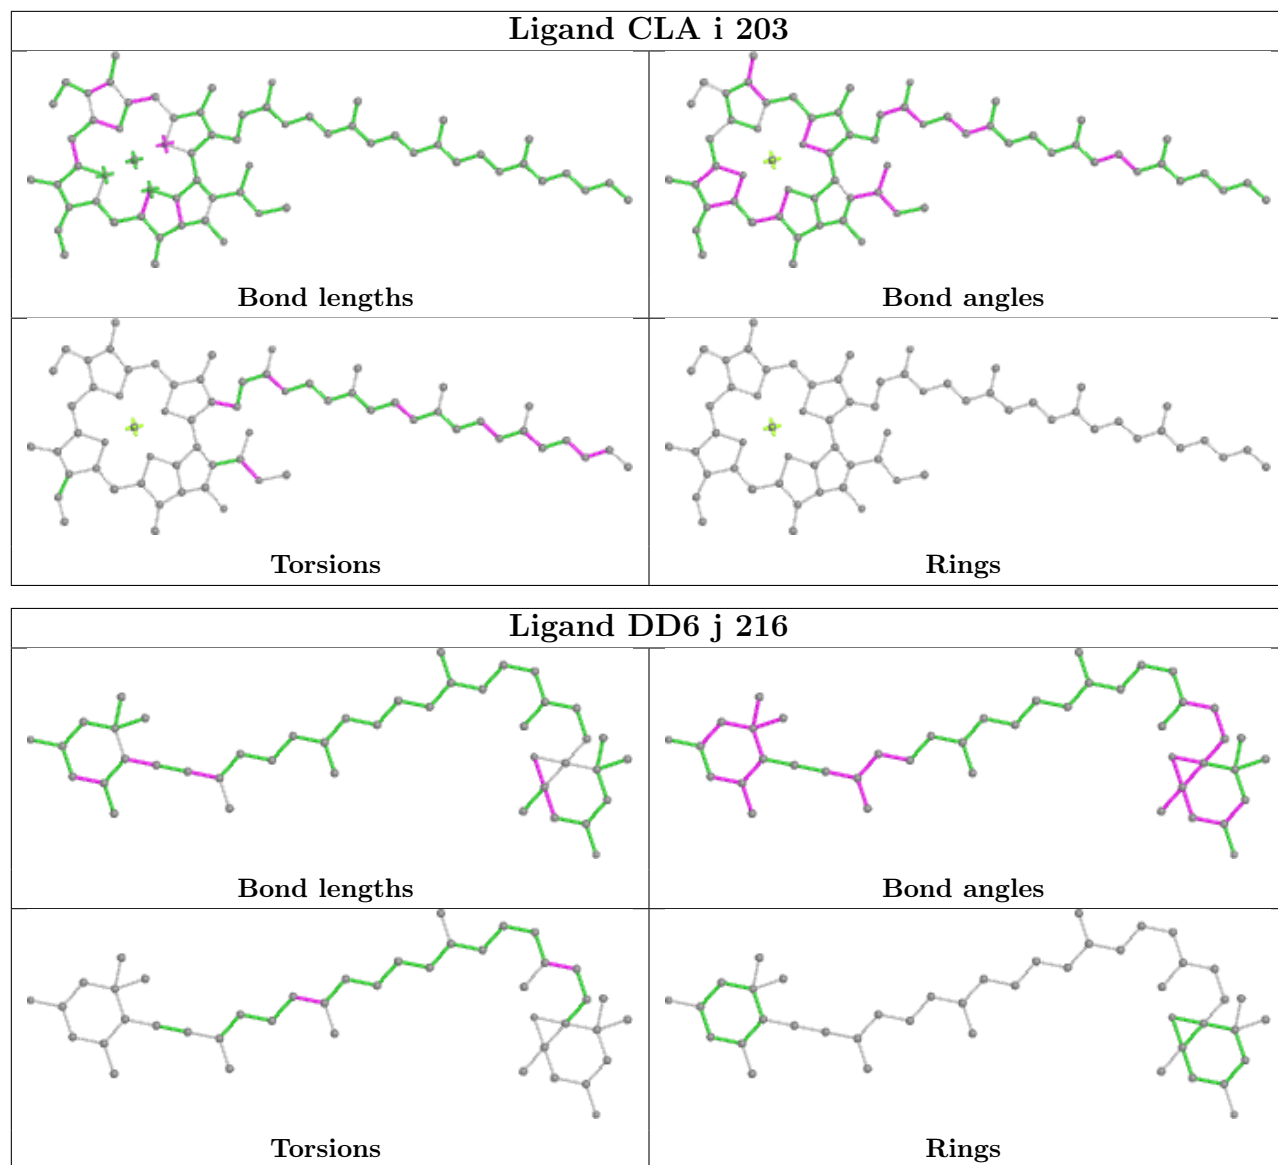 Ligand CLA i 203
Bond lengths
Bond angles
Torsions
Rings
Ligand DD6 j 216
Bond lengths
Bond angles
Torsions
Rings